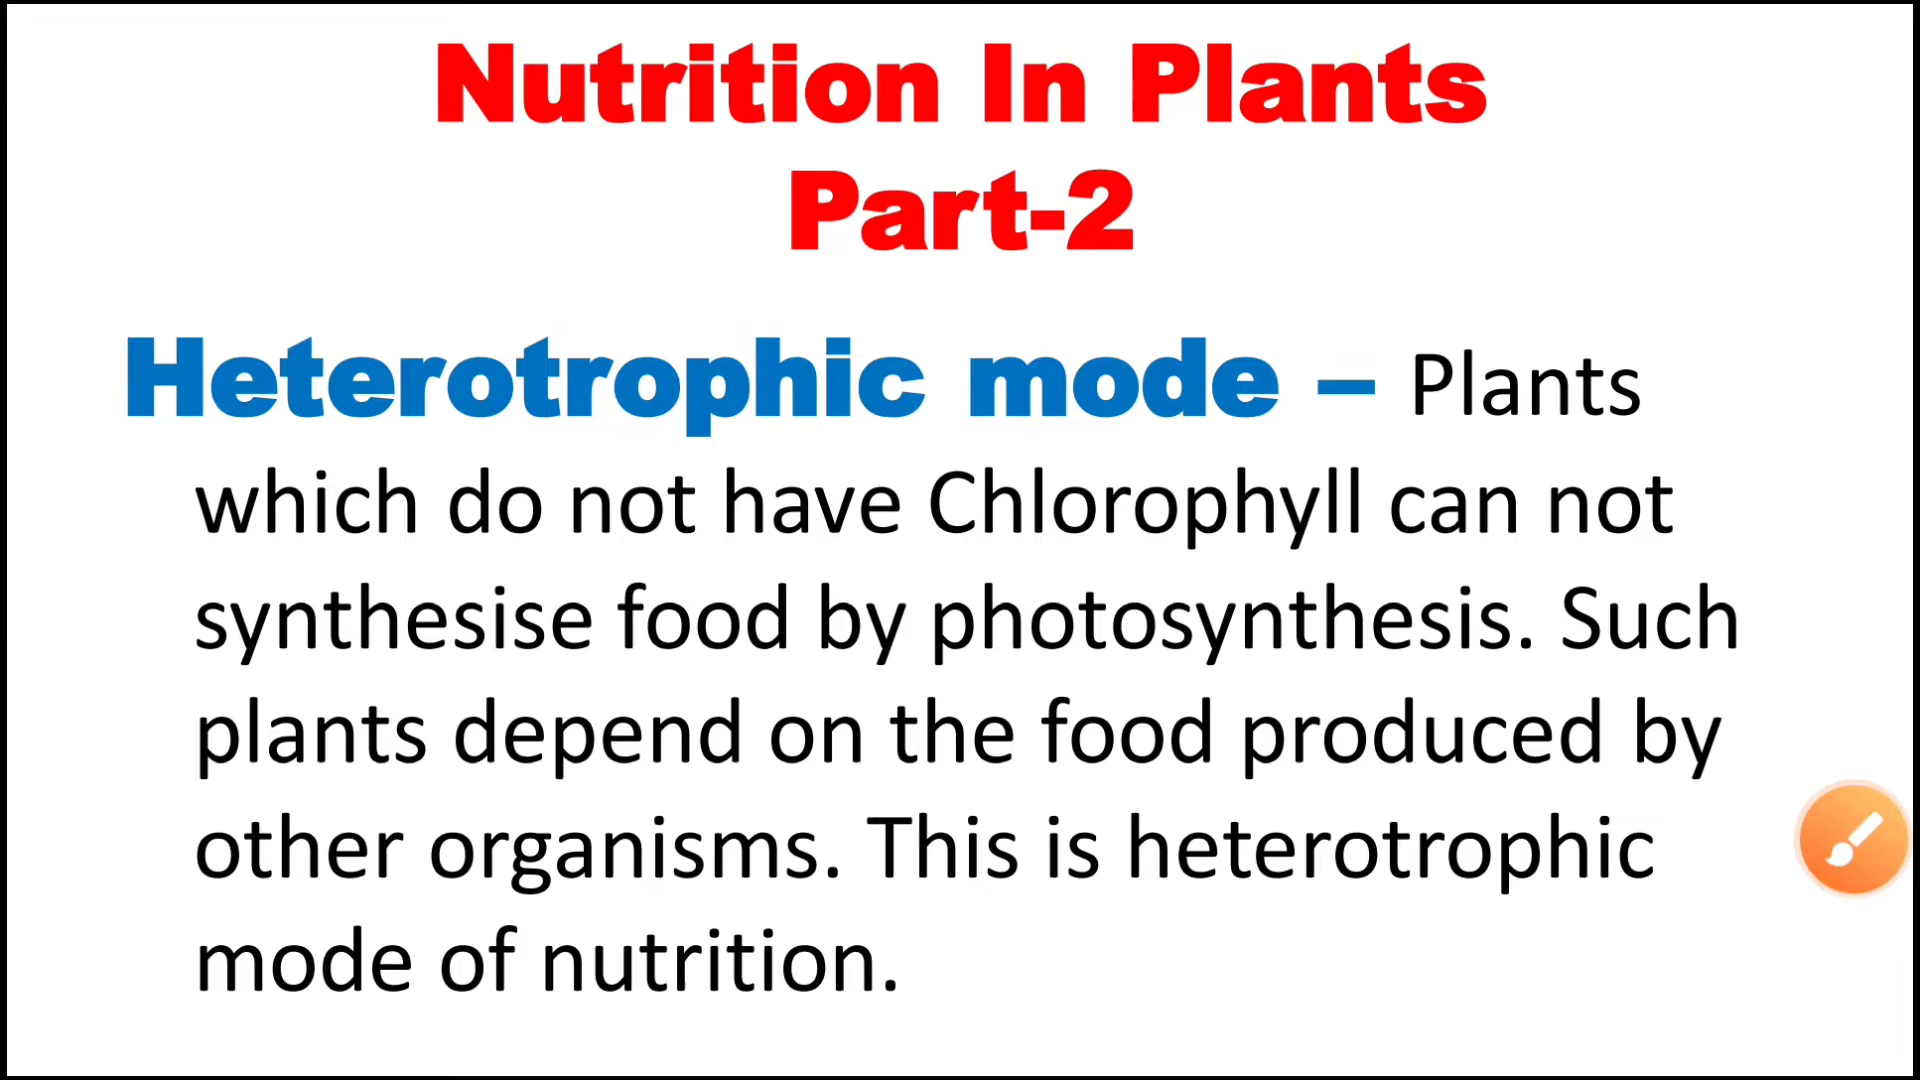 Nutrition In Plants
Part-2
Heterotrophic mode – Plants
which do not have Chlorophyll can not
synthesise food by photosynthesis. Such
plants depend on the food produced by
other organisms. This is heterotrophic
mode of nutrition.